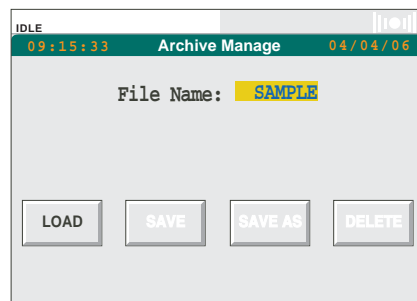 IDLE
09:15:33 Archive Manage 04/04/06
File Name: SAMPLE
LOAD SAVE SAVE AS DELETE